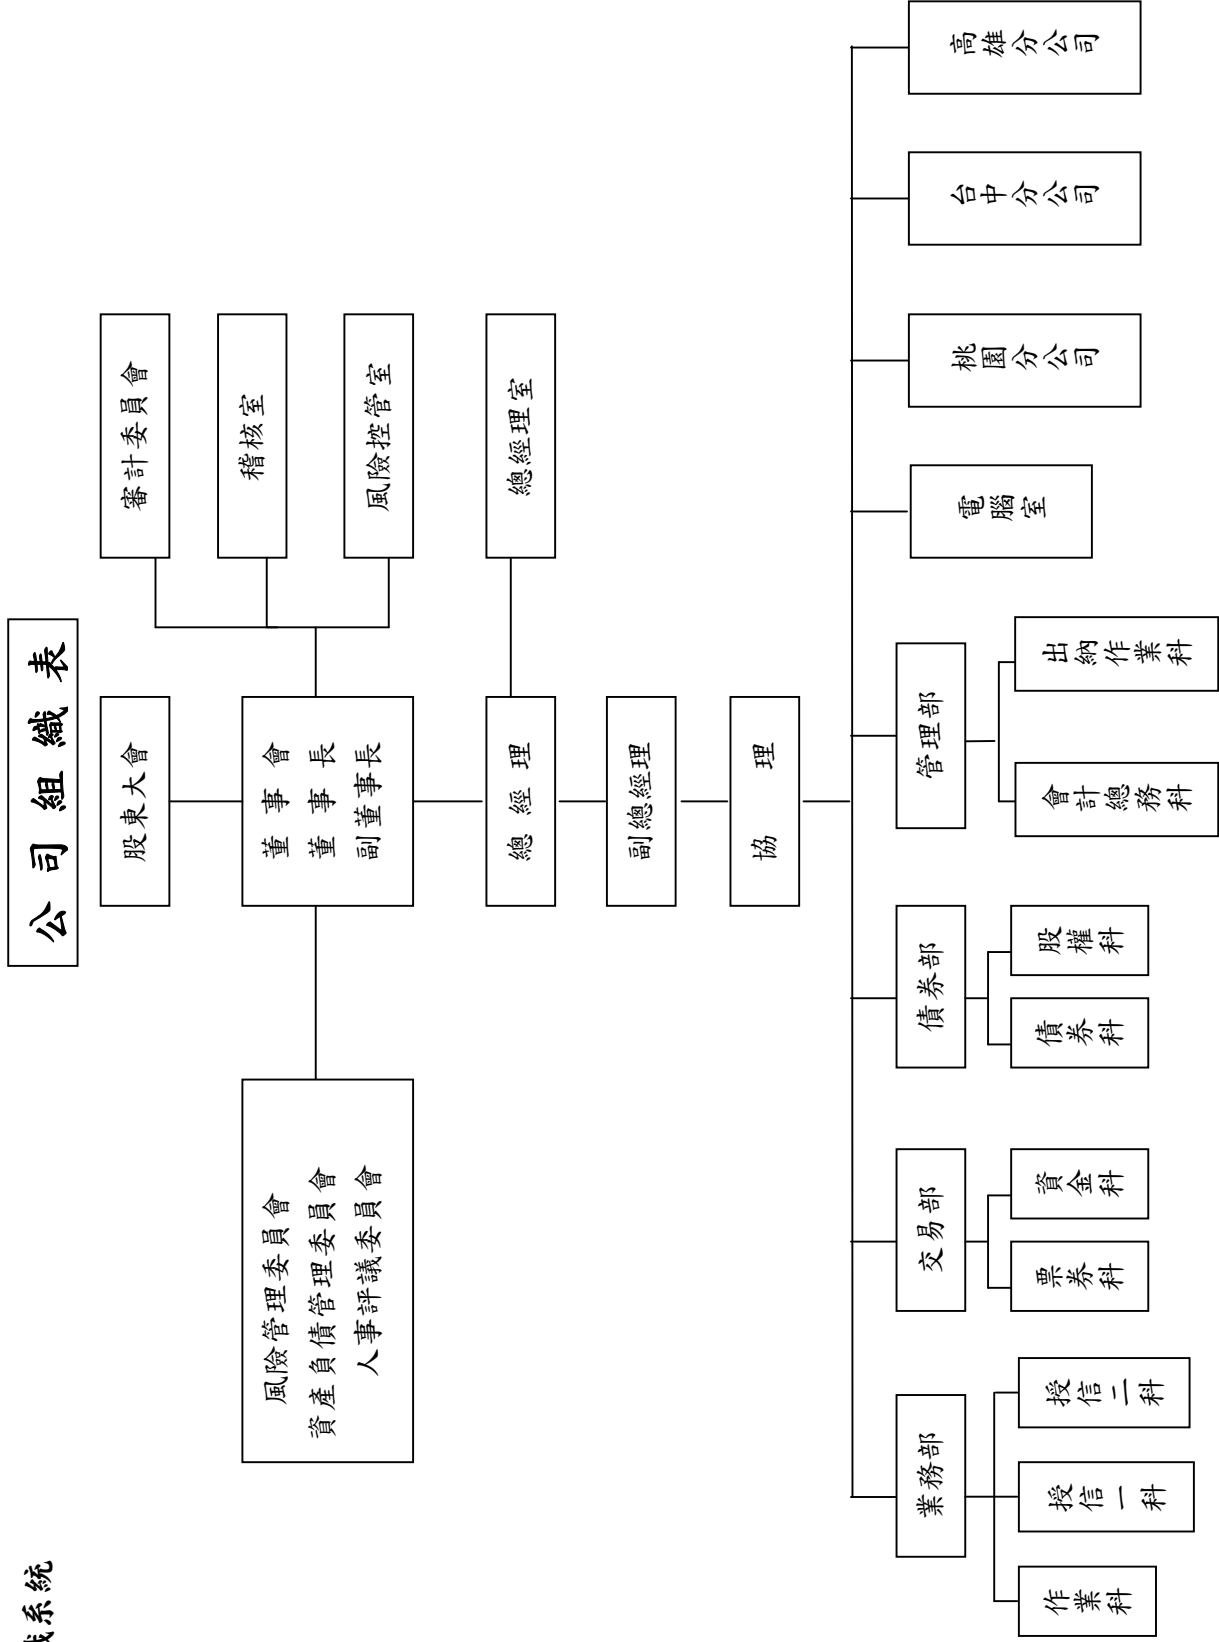 織系統
公司組織表
股東大會
審計委員會
風險管理委員會
資產負債管理委員會
人事評議委員會
董事會
董事長
副董事長
稽核室
風險控管室
總經理
總經理室
副總經理
協理
業務部
交易部
債券部
管理部
電腦室
桃園分公司
台中分公司
高雄分公司
作業科
授信一科
授信二科
票券科
資金科
債券科
股權科
會計總務科
出納作業科